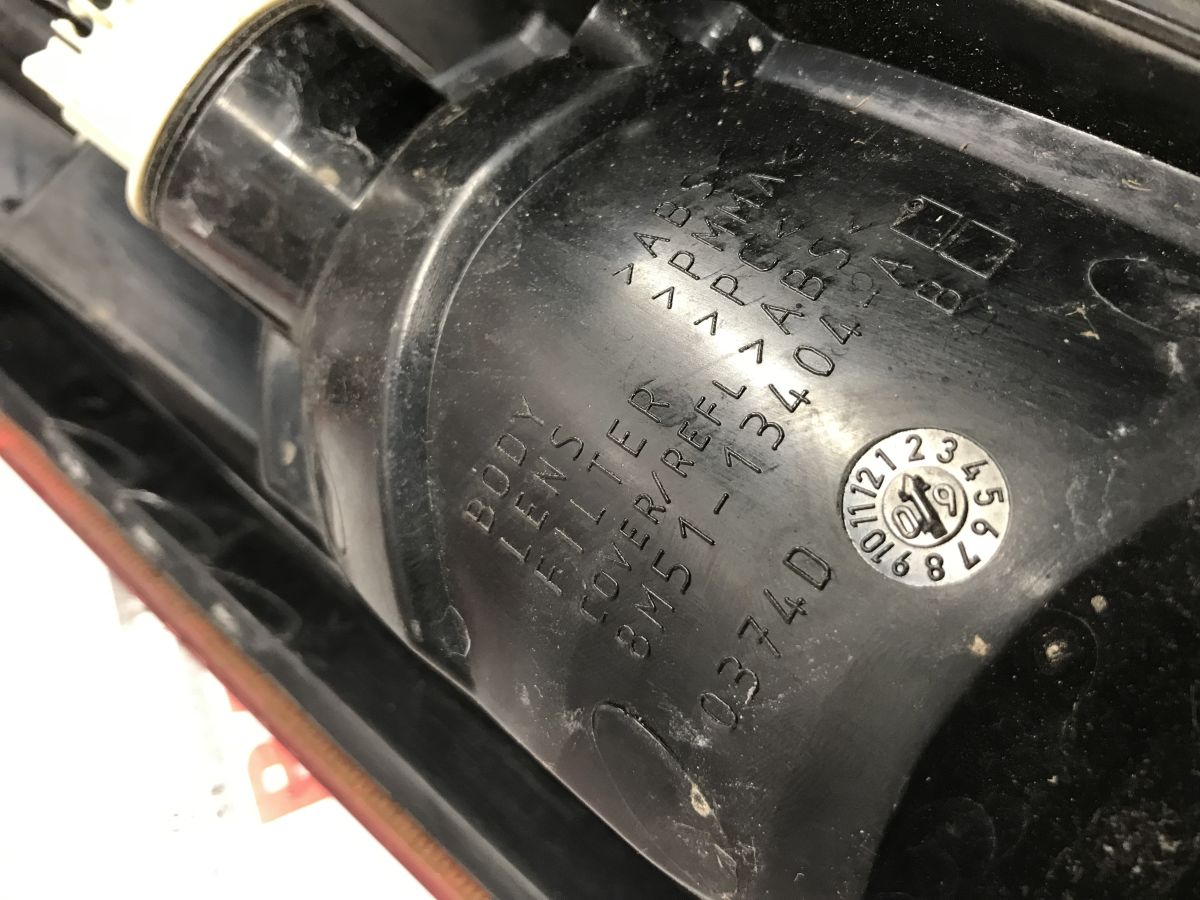 BODY >ABS<
LENS >PMMA<
FILTER >PC<
COVER/REFL >ABS<
8M51-13404-
0374D
1 2 3 4 5 6 7 8 9 10 11 12
09